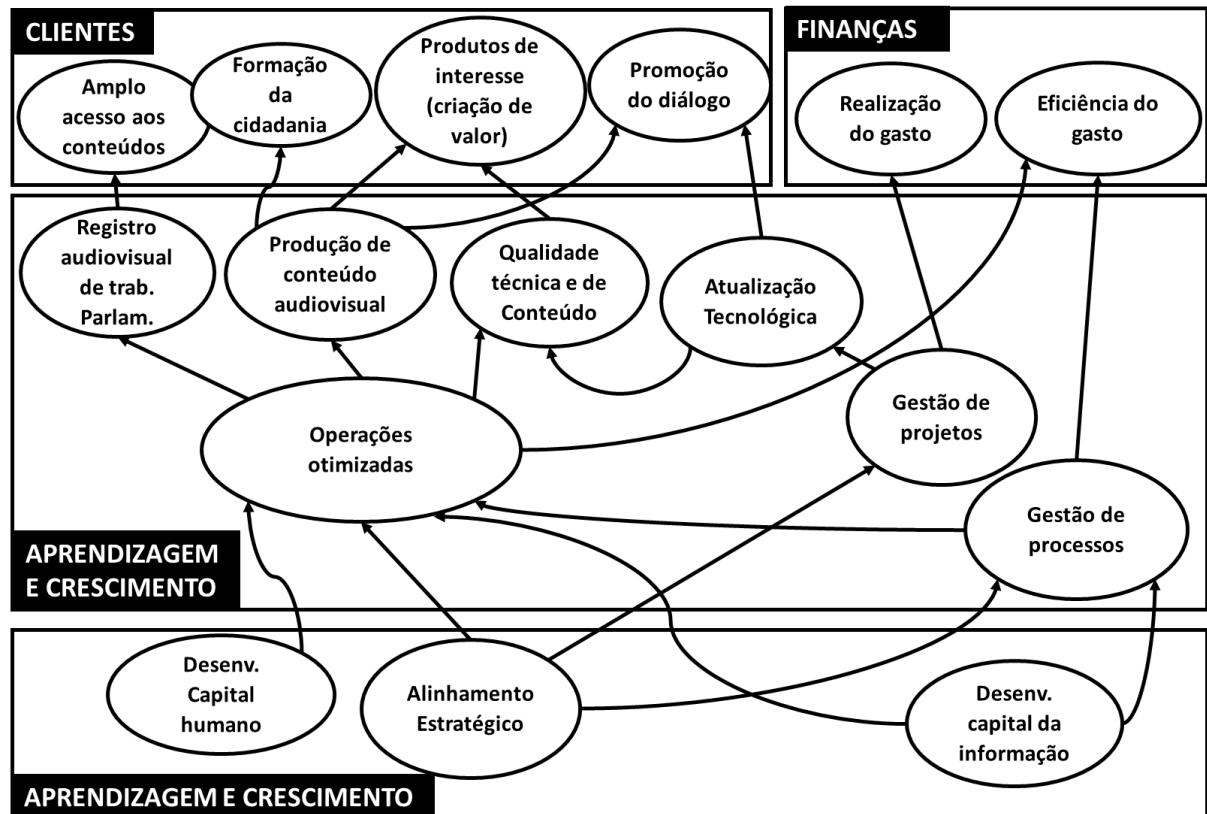 CLIENTES
Amplo
acesso aos
conteúdos
Formação
da
cidadania
Produtos de
interesse
(criação de
valor)
Promoção
do diálogo
FINANÇAS
Realização
do gasto
Eficiência do
gasto
Registro
audiovisual
de trab.
Parlam.
Produção de
conteúdo
audiovisual
Qualidade
técnica e de
Conteúdo
Atualização
Tecnológica
Operações
otimizadas
Gestão de
projetos
Gestão de
processos
APRENDIZAGEM
E CRESCIMENTO
Desenv.
Capital
humano
Alinhamento
Estratégico
Desenv.
capital da
informação
APRENDIZAGEM E CRESCIMENTO